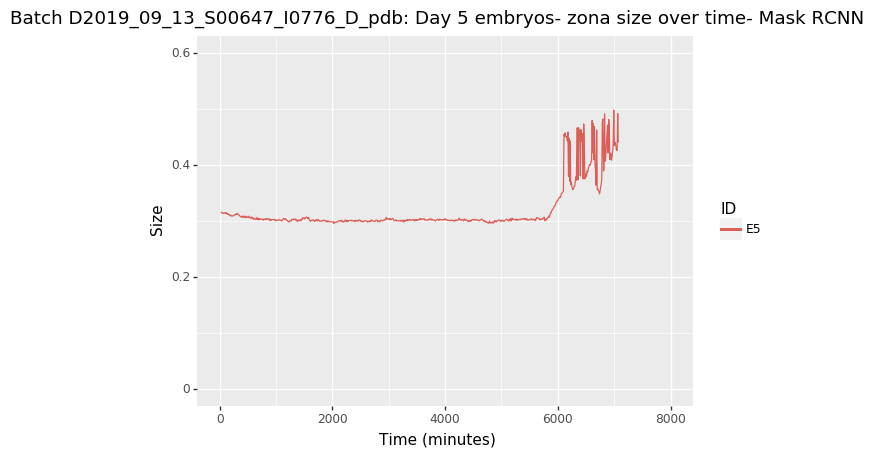 Batch D2019_09_13_S00647_I0776_D_pdb: Day 5 embryos- zona size over time- Mask RCNN
0.6
0.4
0.2
0
Size
0
2000
4000
6000
8000
Time (minutes)
ID
E5